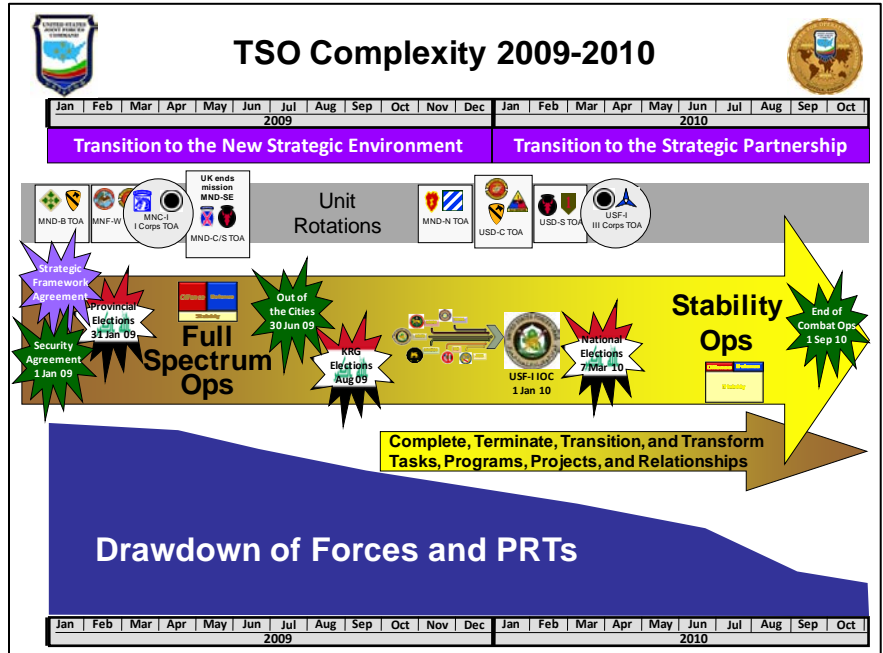 UNITED STATES
JOINT FORCES
COMMAND
TSO Complexity 2009-2010
Jan Feb Mar Apr May Jun Jul Aug Sep Oct Nov Dec Jan Feb Mar Apr May Jun Jul Aug Sep Oct
2009 2010
Transition to the New Strategic Environment Transition to the Strategic Partnership
MND-B TOA
MNF-W
MNC-I
I Corps TOA
UK ends
mission
MND-SE
MND-C/S TOA
Unit
Rotations
MND-N TOA
USD-C TOA
USD-S TOA
USF-I
III Corps TOA
Strategic
Framework
Agreement
Security
Agreement
1 Jan 09
Provincial
Elections
31 Jan 09
Full
Spectrum
Ops
Out of
the Cities
30 Jun 09
KRG
Elections
Aug 09
USF-I IOC
1 Jan 10
National
Elections
7 Mar 10
Stability
Ops
End of
Combat Ops
1 Sep 10
Complete, Terminate, Transition, and Transform
Tasks, Programs, Projects, and Relationships
Drawdown of Forces and PRTs
Jan Feb Mar Apr May Jun Jul Aug Sep Oct Nov Dec Jan Feb Mar Apr May Jun Jul Aug Sep Oct
2009 2010